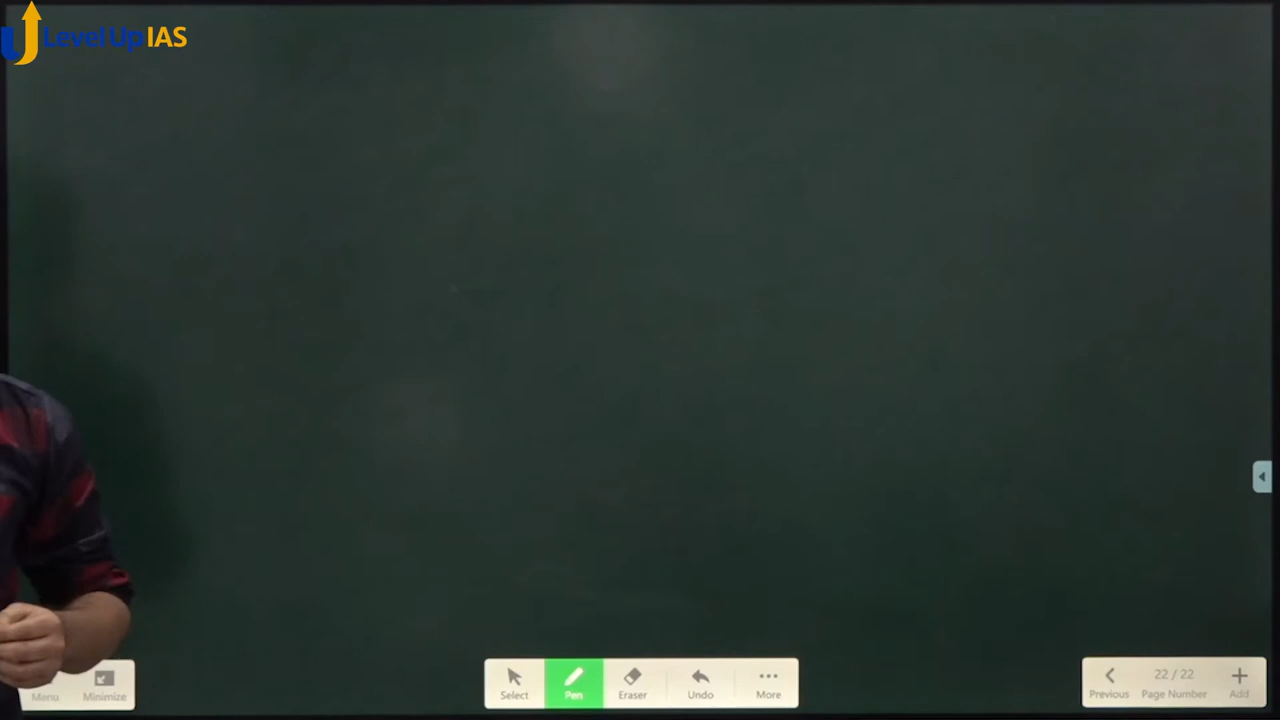 Level Up IAS
Menu
Minimize
Select
Pen
Eraser
Undo
More
Previous
22 / 22
Page Number
Add